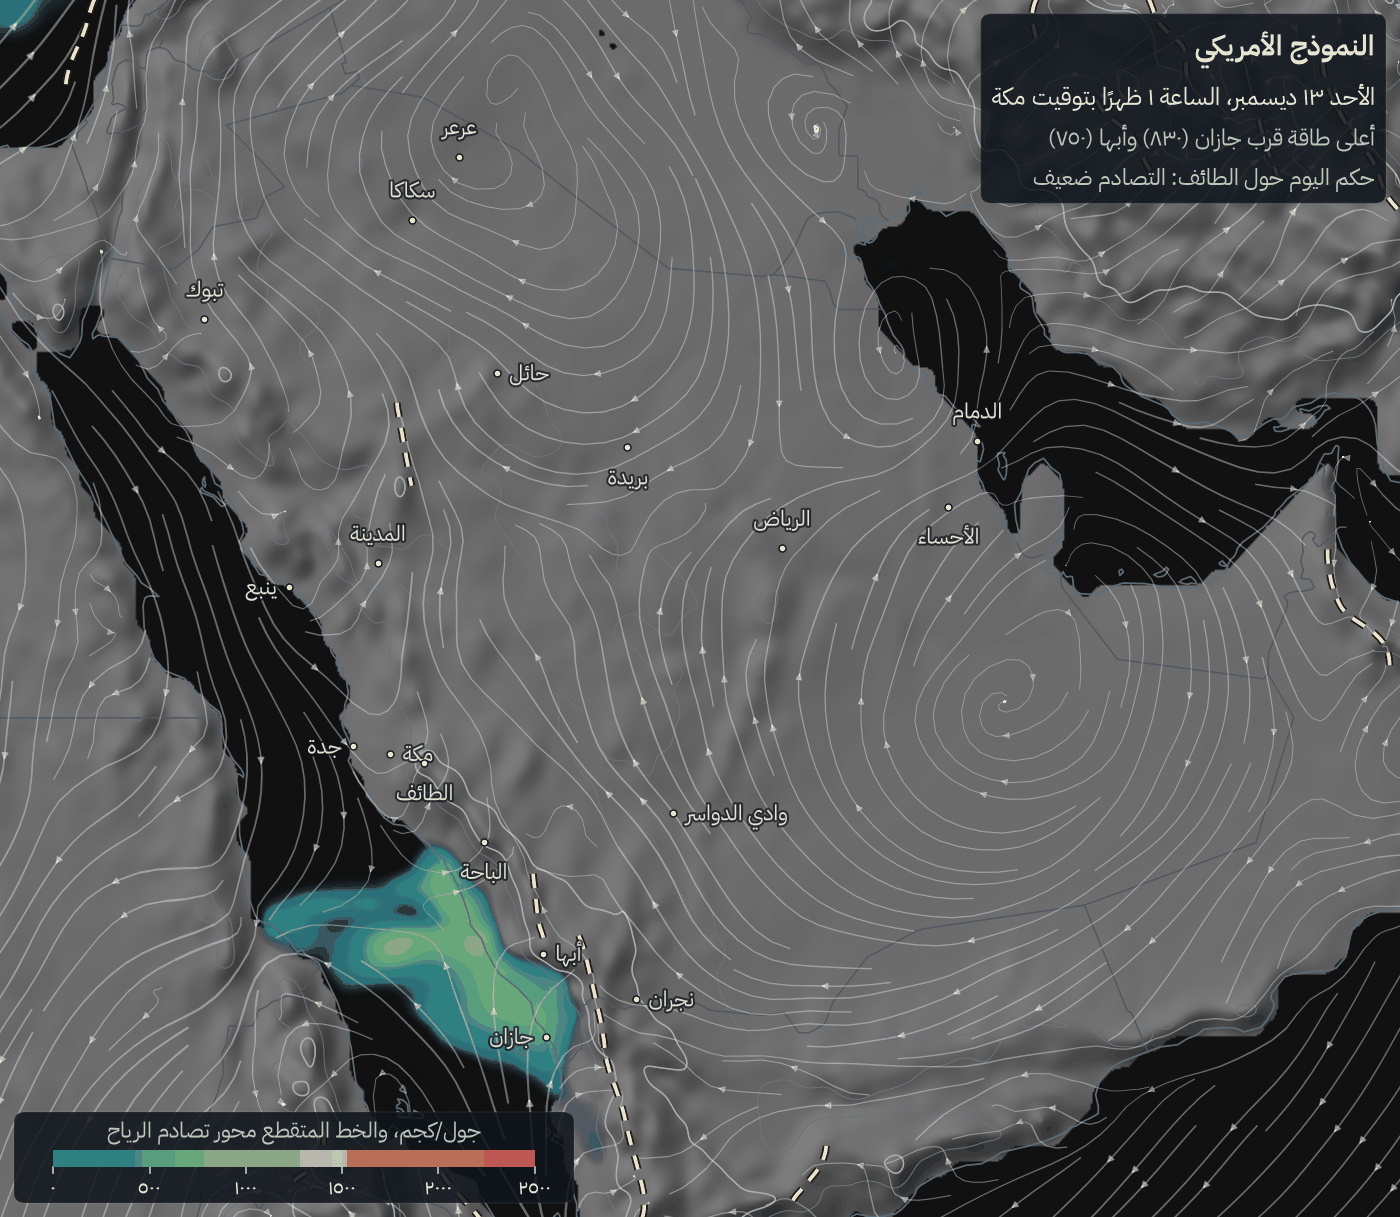 النموذج الأمريكي
الأحد ١٣ ديسمبر، الساعة ١ ظهرًا بتوقيت مكة
أعلى طاقة قرب جازان (٨٣٠) وأبها (٧٥٠)
حكم اليوم حول الطائف: التصادم ضعيف
عرعر
سكاكا
تبوك
حائل
الدمام
بريدة
الرياض
الأحساء
المدينة
ينبع
جدة
مكة
الطائف
وادي الدواسر
الباحة
أبها
نجران
جازان
جول/كجم، والخط المتقطع محور تصادم الرياح
٠ ٥٠٠ ١٠٠٠ ١٥٠٠ ٢٠٠٠ ٢٥٠٠